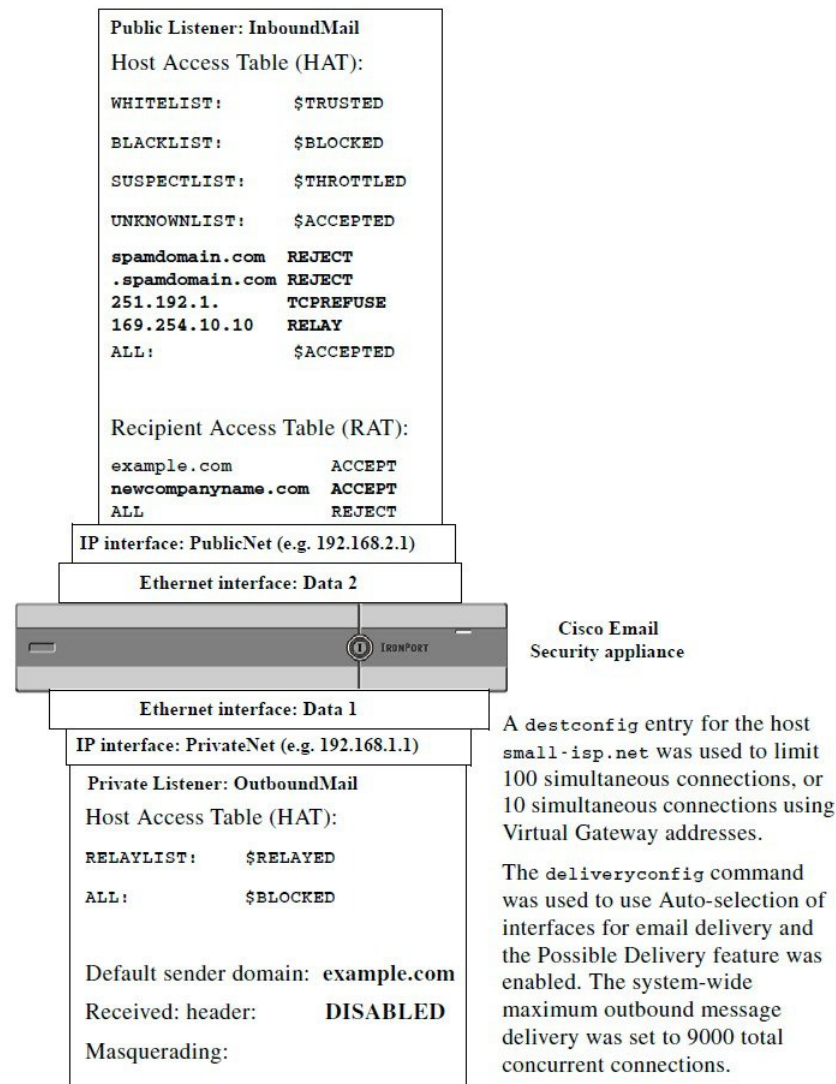 Public Listener: InboundMail
Host Access Table (HAT):
WHITELIST: $TRUSTED
BLACKLIST: $BLOCKED
SUSPECTLIST: $THROTTLED
UNKNOWNLIST: $ACCEPTED
spamdomain.com REJECT
.spamdomain.com REJECT
251.192.1. TCPREFUSE
169.254.10.10 RELAY
ALL: $ACCEPTED
Recipient Access Table (RAT):
example.com ACCEPT
newcompanyname.com ACCEPT
ALL REJECT
IP interface: PublicNet (e.g. 192.168.2.1)
Ethernet interface: Data 2
IRONPORT
Cisco Email
Security appliance
Ethernet interface: Data 1
IP interface: PrivateNet (e.g. 192.168.1.1)
Private Listener: OutboundMail
Host Access Table (HAT):
RELAYLIST: $RELAYED
ALL: $BLOCKED
Default sender domain: example.com
Received: header: DISABLED
Masquerading:
A destconfig entry for the host
small-isp.net was used to limit
100 simultaneous connections, or
10 simultaneous connections using
Virtual Gateway addresses.
The deliveryconfig command
was used to use Auto-selection of
interfaces for email delivery and
the Possible Delivery feature was
enabled. The system-wide
maximum outbound message
delivery was set to 9000 total
concurrent connections.